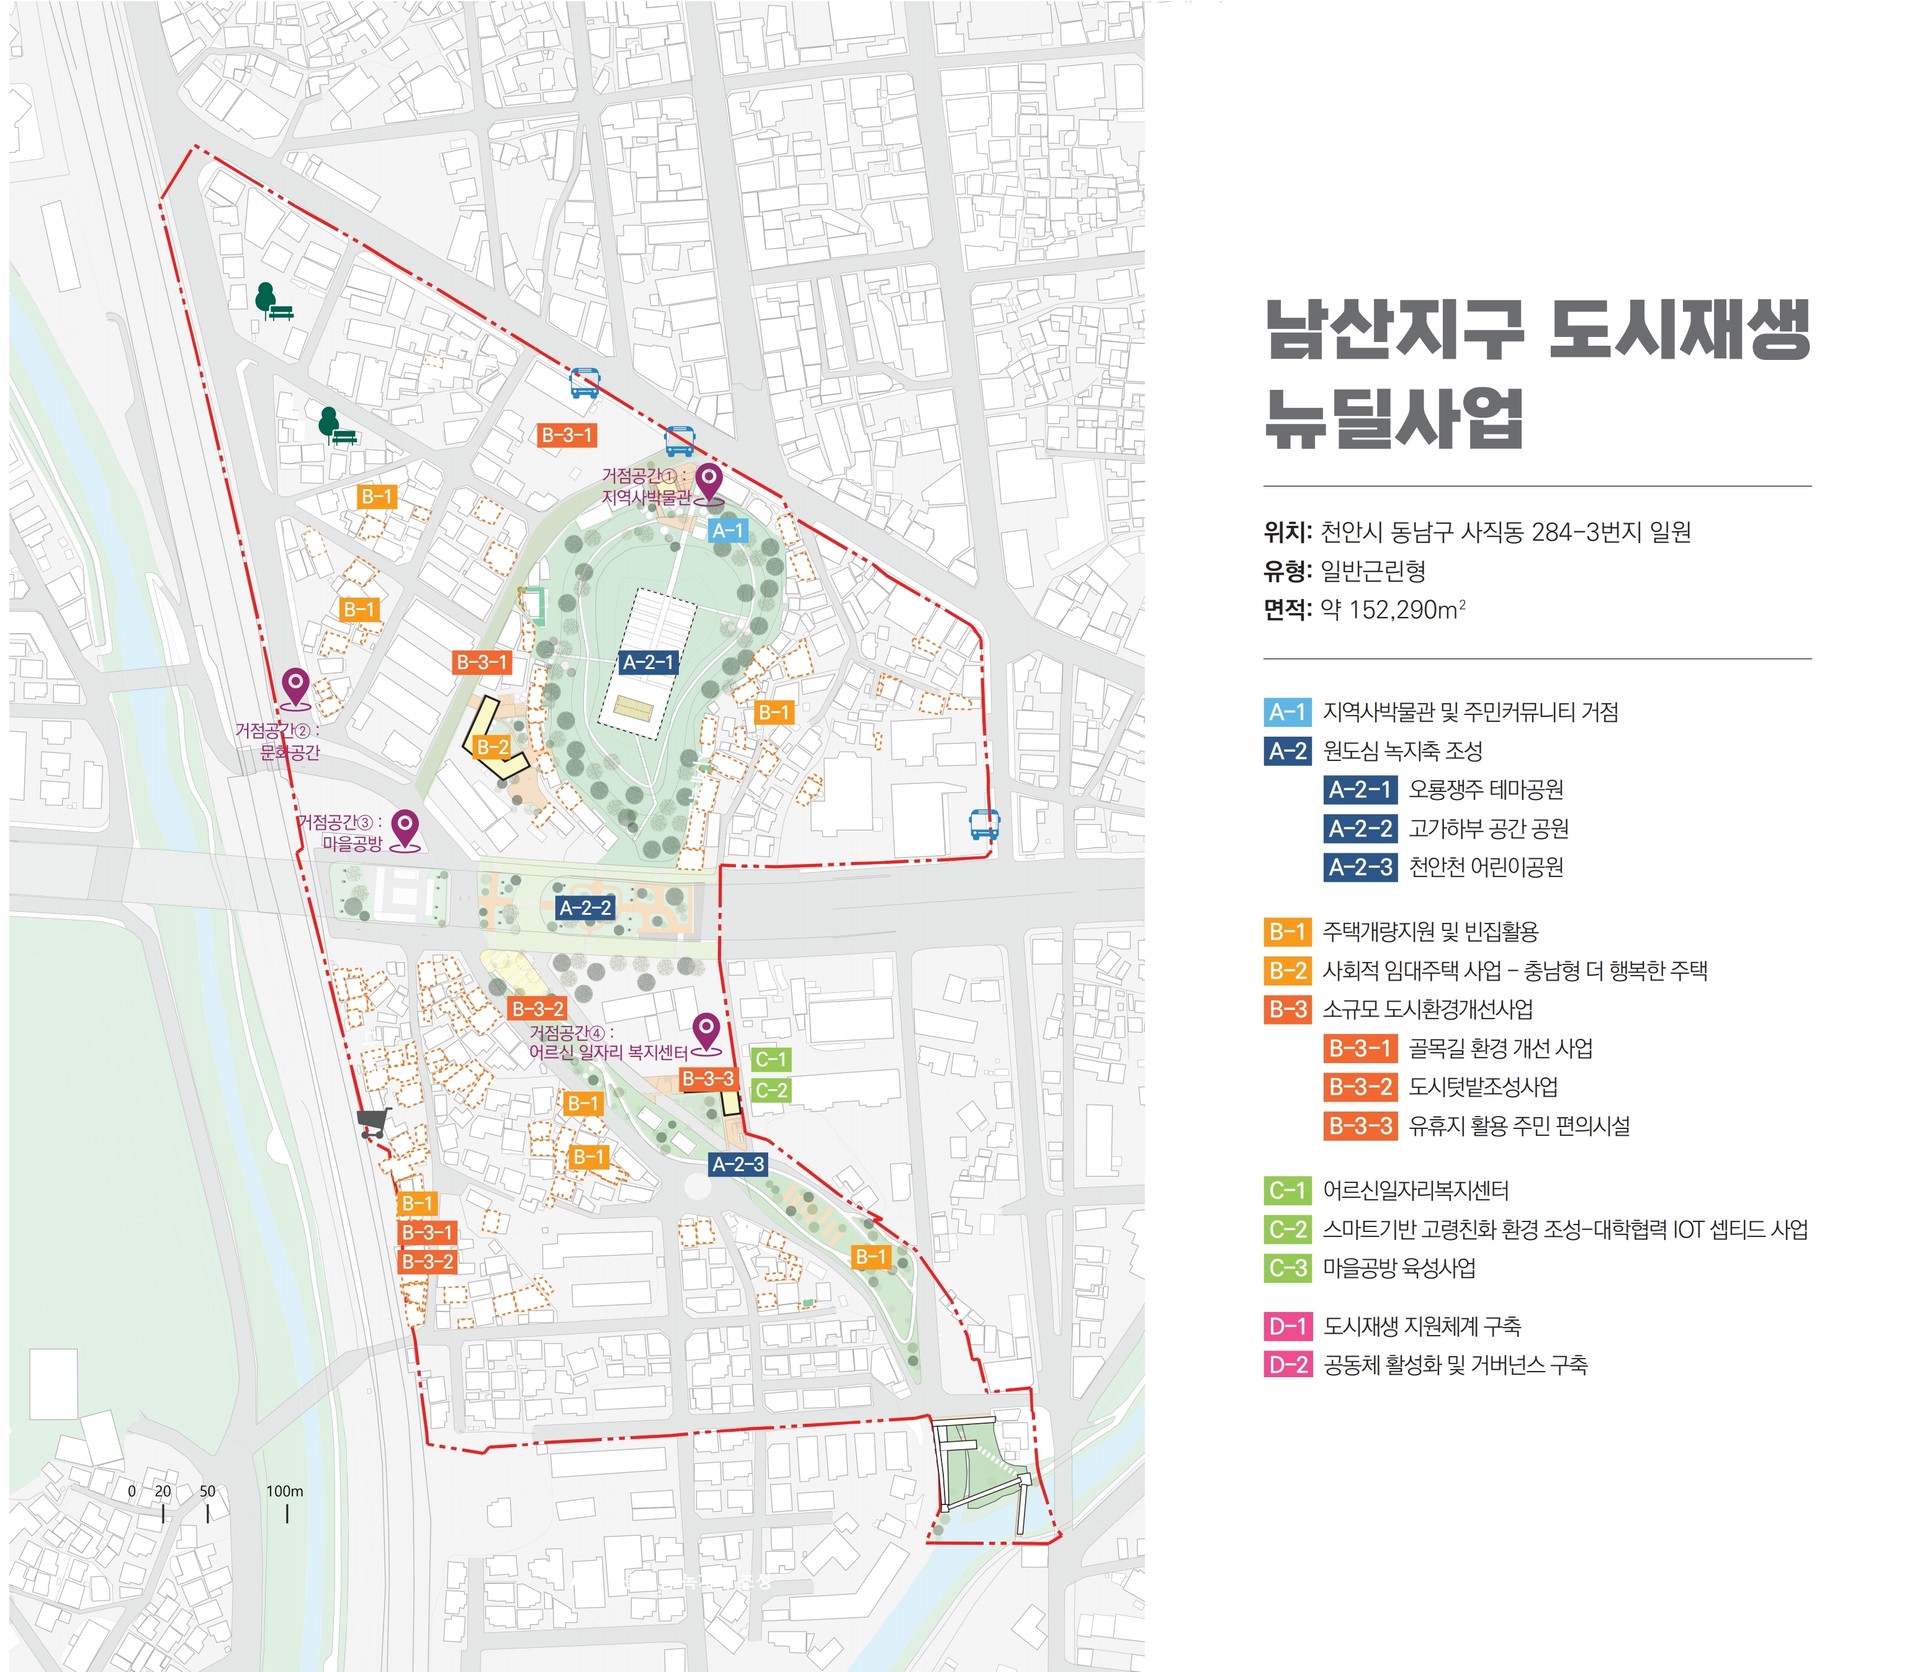 남산지구 도시재생
뉴딜사업
위치: 천안시 동남구 사직동 284-3번지 일원
유형: 일반근린형
면적: 약 152,290m²
A-1 지역사박물관 및 주민커뮤니티 거점
A-2 원도심 녹지축 조성
A-2-1 오룡쟁주 테마공원
A-2-2 고가하부 공간 공원
A-2-3 천안천 어린이공원
B-1 주택개량지원 및 빈집활용
B-2 사회적 임대주택 사업 - 충남형 더 행복한 주택
B-3 소규모 도시환경개선사업
B-3-1 골목길 환경 개선 사업
B-3-2 도시텃밭조성사업
B-3-3 유휴지 활용 주민 편의시설
C-1 어르신일자리복지센터
C-2 스마트기반 고령친화 환경 조성-대학협력 IOT 셉티드 사업
C-3 마을공방 육성사업
D-1 도시재생 지원체계 구축
D-2 공동체 활성화 및 거버넌스 구축
B-3-1
거점공간① :
지역사박물관
B-1
A-1
B-1
B-3-1
A-2-1
B-1
거점공간② :
문화공간
B-2
거점공간③ :
마을공방
A-2-2
B-3-2
거점공간④ :
어르신 일자리 복지센터
C-1
B-3-3
C-2
B-1
B-1
A-2-3
B-1
B-3-1
B-1
B-3-2
0 20 50 100m
조성